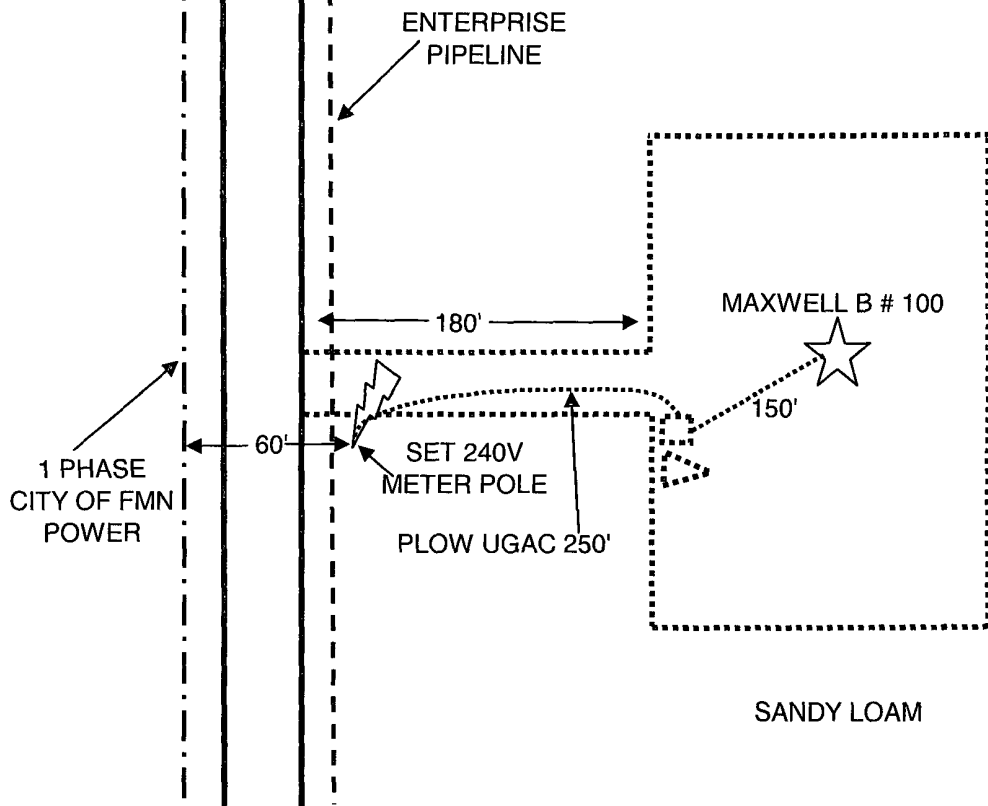 ENTERPRISE
PIPELINE
MAXWELL B # 100
180'
150'
60'
1 PHASE
CITY OF FMN
POWER
SET 240V
METER POLE
PLOW UGAC 250'
SANDY LOAM